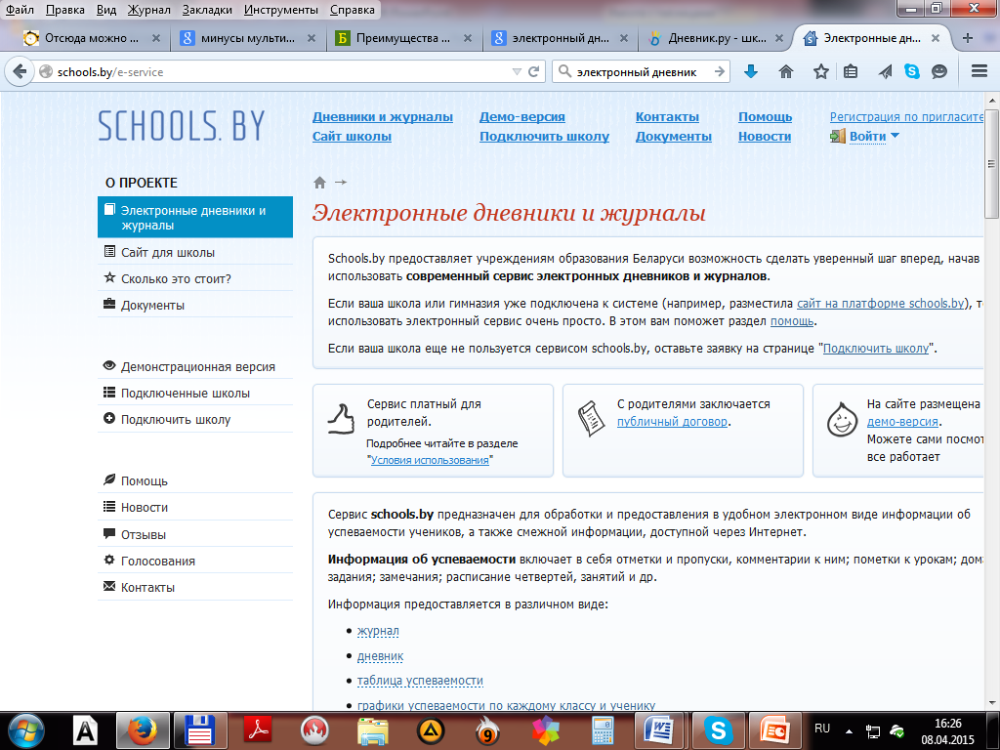 Файл Правка Вид Журнал Закладки Инструменты Справка
Отсюда можно ...
минусы мульти...
Преимущества ...
электронный дн...
Дневник.ру - шк...
Электронные дн...
schools.by/e-service
электронный дневник
SCHOOLS.BY
Дневники и журналы Демо-версия Контакты Помощь Регистрация по пригласите
Сайт школы Подключить школу Документы Новости Войти
О ПРОЕКТЕ
Электронные дневники и
журналы
Сайт для школы
Сколько это стоит?
Документы
Демонстрационная версия
Подключенные школы
Подключить школу
Помощь
Новости
Отзывы
Голосования
Контакты
Электронные дневники и журналы
Schools.by предоставляет учреждениям образования Беларуси возможность сделать уверенный шаг вперед, начав
использовать современный сервис электронных дневников и журналов.
Если ваша школа или гимназия уже подключена к системе (например, разместила сайт на платформе schools.by), т
использовать электронный сервис очень просто. В этом вам поможет раздел помощь.
Если ваша школа еще не пользуется сервисом schools.by, оставьте заявку на странице "Подключить школу".
Сервис платный для
родителей.
Подробнее читайте в разделе
"Условия использования"
С родителями заключается
публичный договор.
На сайте размещена
демо-версия.
Можете сами посмот
все работает
Сервис schools.by предназначен для обработки и предоставления в удобном электронном виде информации об
успеваемости учеников, а также смежной информации, доступной через Интернет.
Информация об успеваемости включает в себя отметки и пропуски, комментарии к ним; пометки к урокам; дом
задания; замечания; расписание четвертей, занятий и др.
Информация предоставляется в различном виде:
• журнал
• дневник
• таблица успеваемости
• графики успеваемости по каждому классу и ученику
RU
16:26
08.04.2015